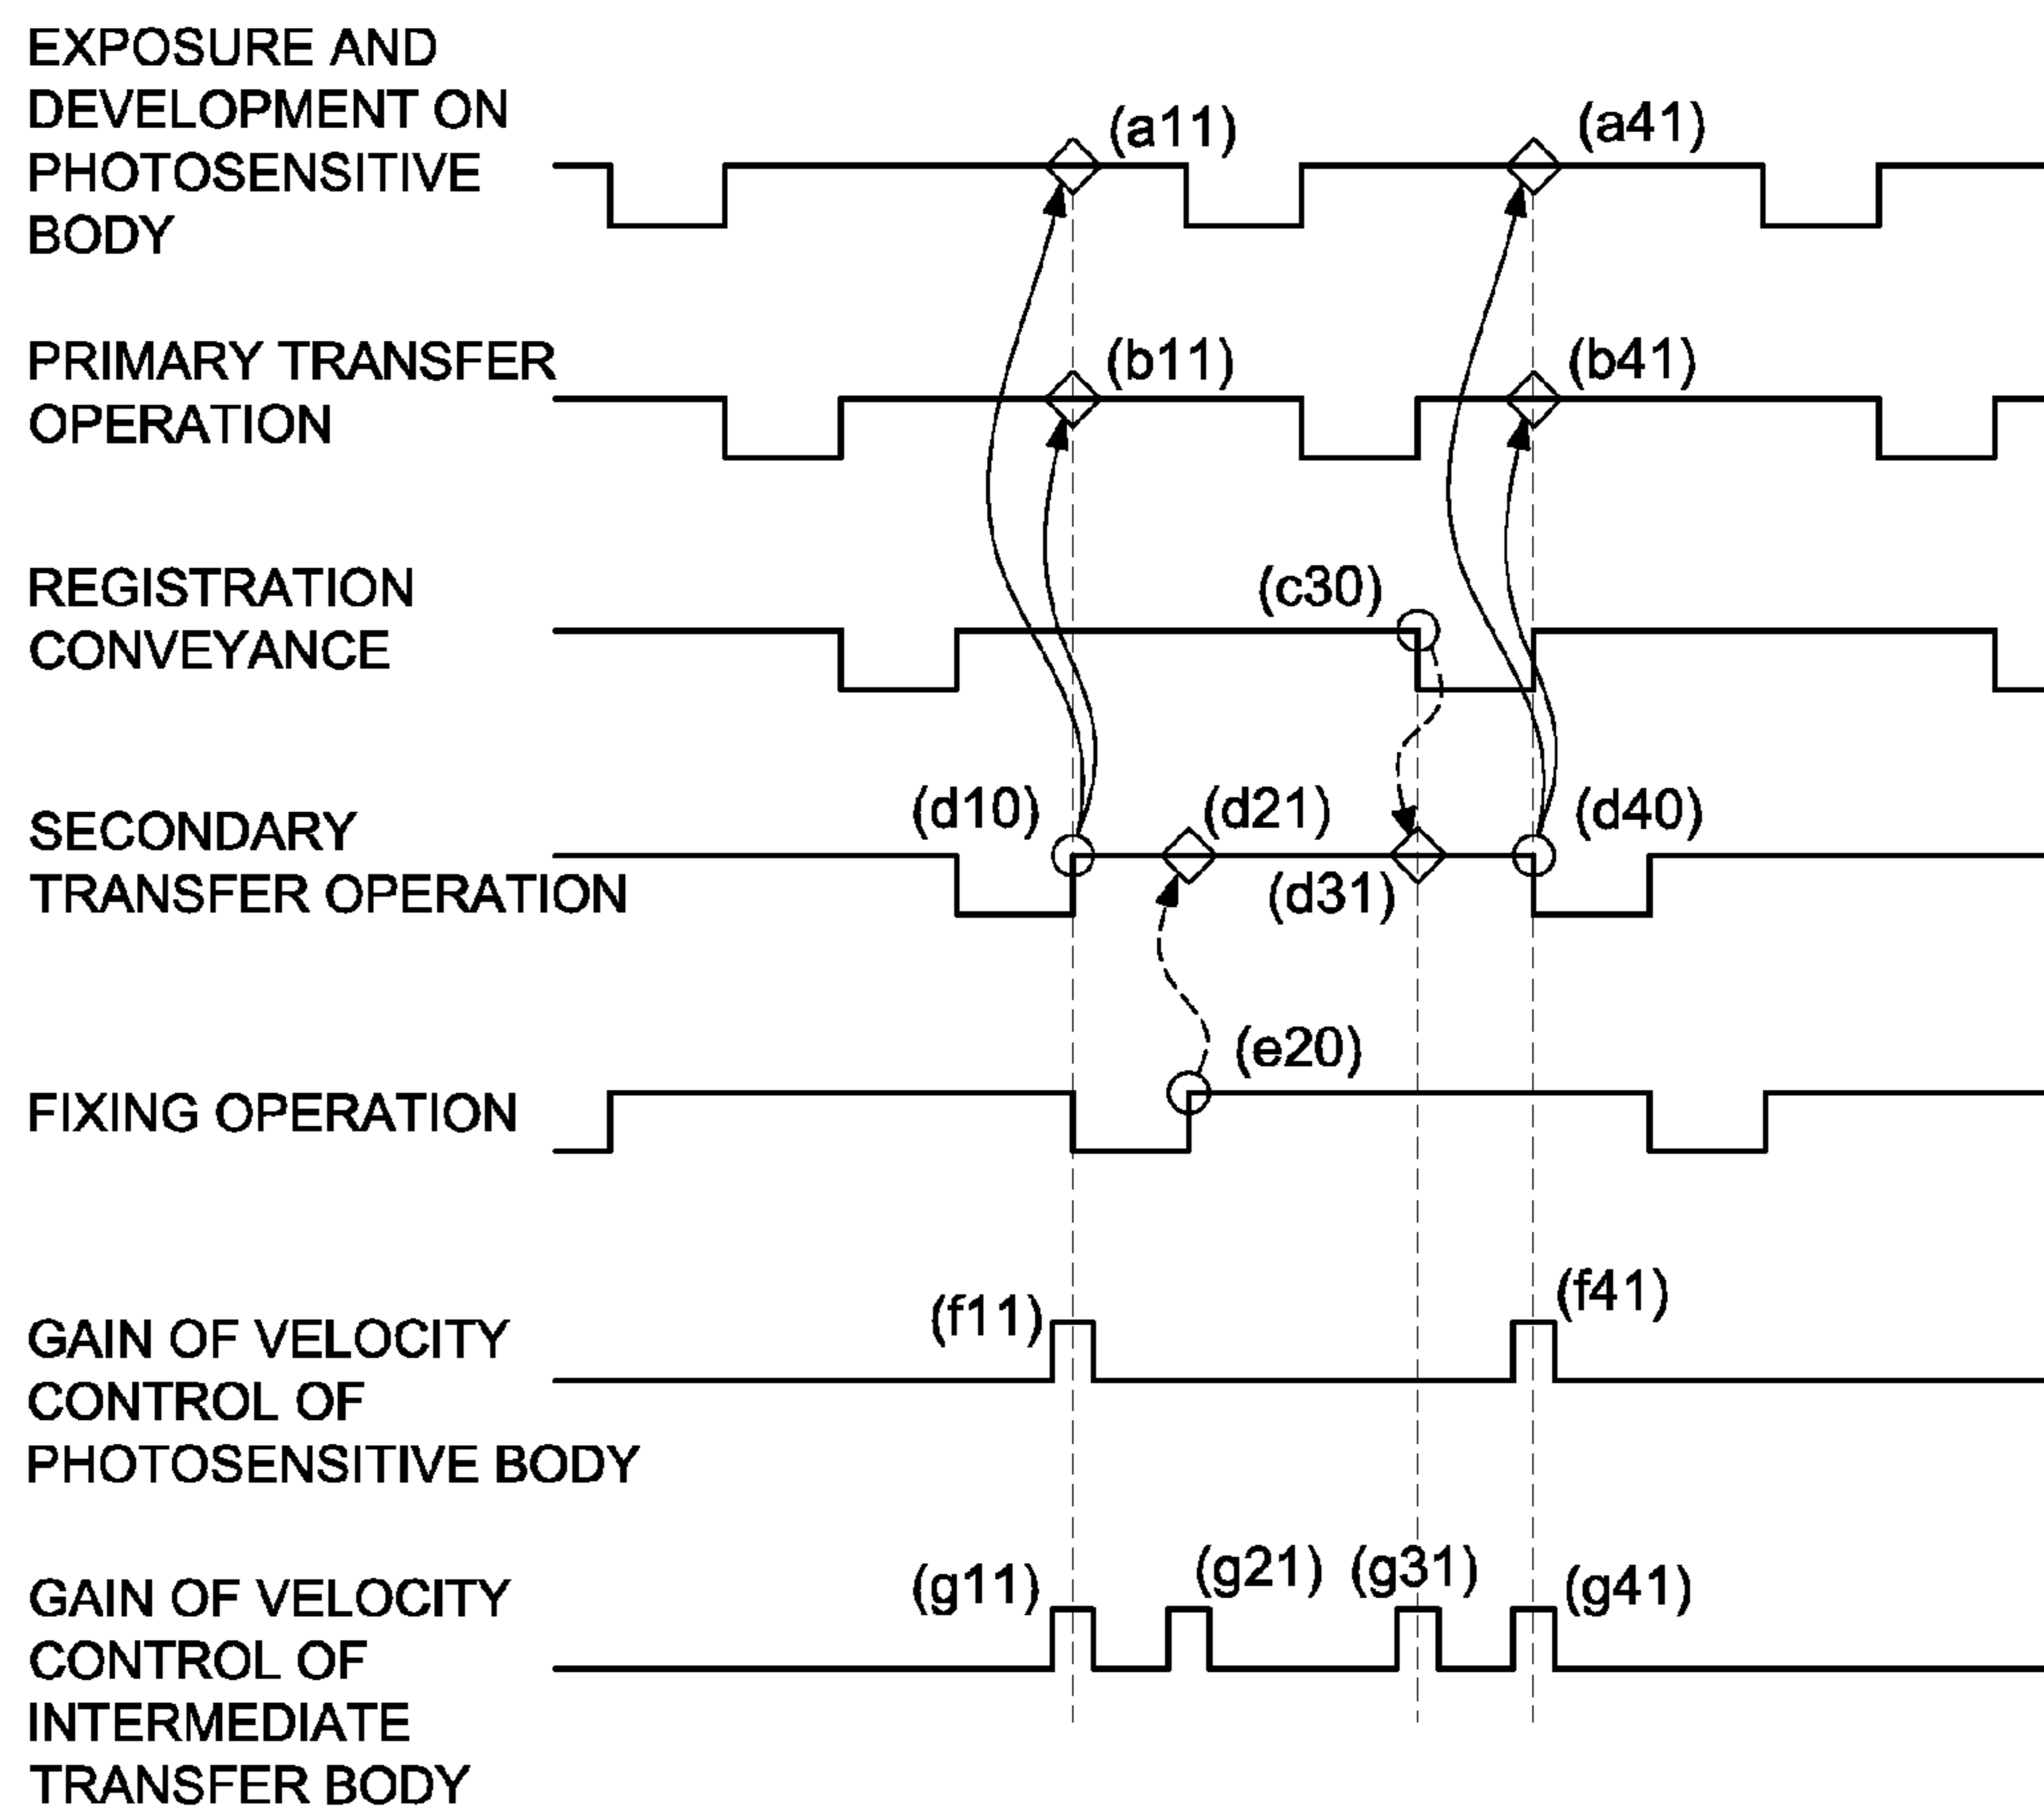 EXPOSURE AND
DEVELOPMENT ON
PHOTOSENSITIVE
BODY
(a11)
(a41)
PRIMARY TRANSFER
OPERATION
(b11)
(b41)
REGISTRATION
CONVEYANCE
(c30)
SECONDARY
TRANSFER OPERATION
(d10)
(d21)
(d31)
(d40)
FIXING OPERATION
(e20)
GAIN OF VELOCITY
CONTROL OF
PHOTOSENSITIVE BODY
(f11)
(f41)
GAIN OF VELOCITY
CONTROL OF
INTERMEDIATE
TRANSFER BODY
(g11)
(g21)
(g31)
(g41)